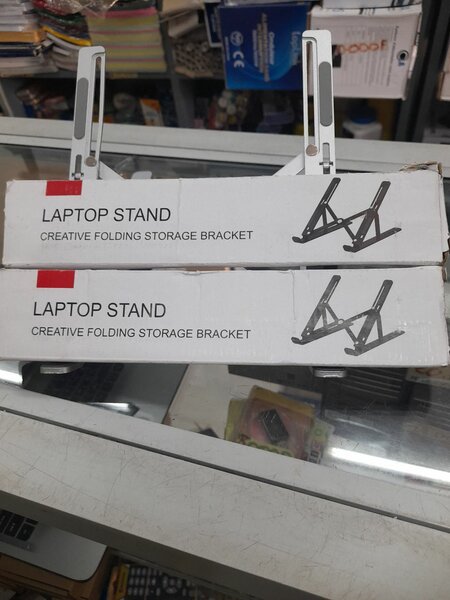 LAPTOP STAND
CREATIVE FOLDING STORAGE BRACKET
LAPTOP STAND
CREATIVE FOLDING STORAGE BRACKET